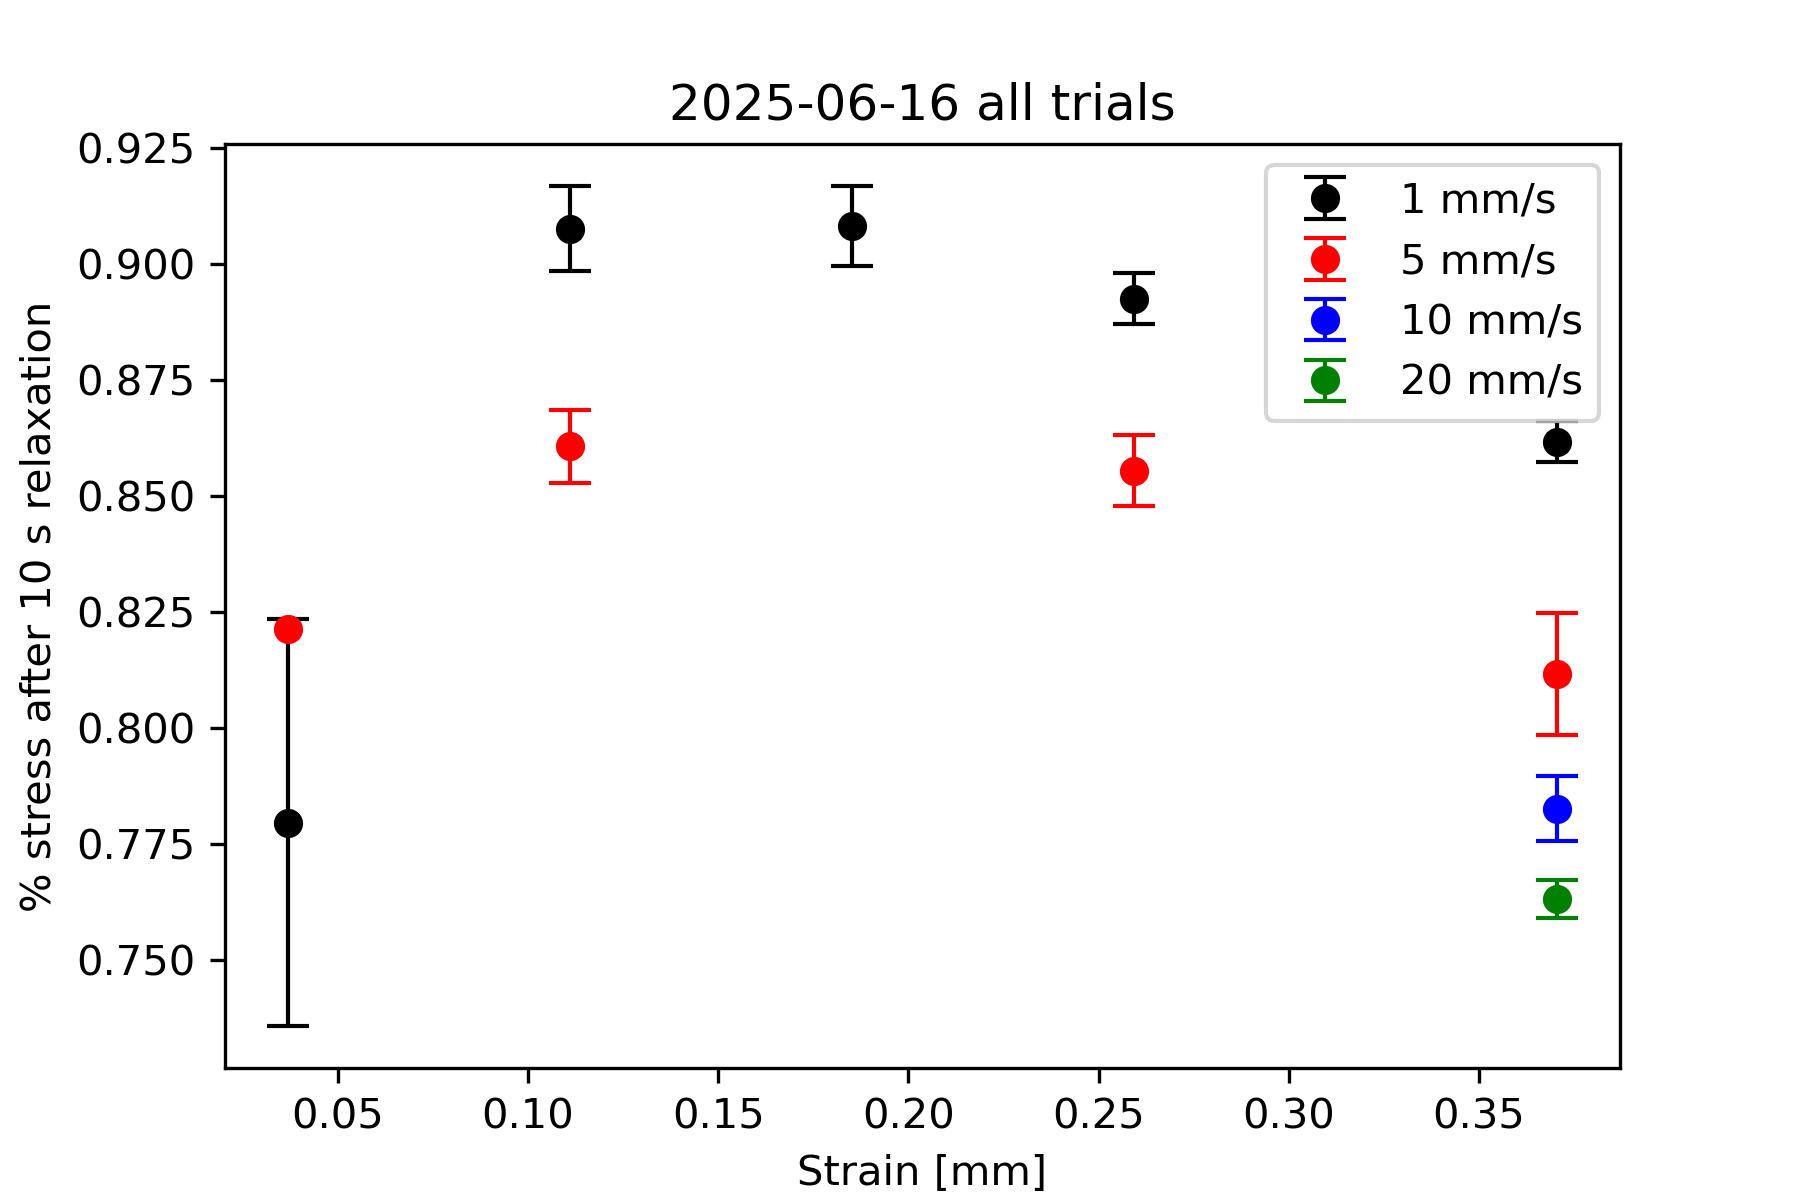 2025-06-16 all trials
0.925
0.900
0.875
0.850
0.825
0.800
0.775
0.750
% stress after 10 s relaxation
1 mm/s
5 mm/s
10 mm/s
20 mm/s
0.05 0.10 0.15 0.20 0.25 0.30 0.35
Strain [mm]